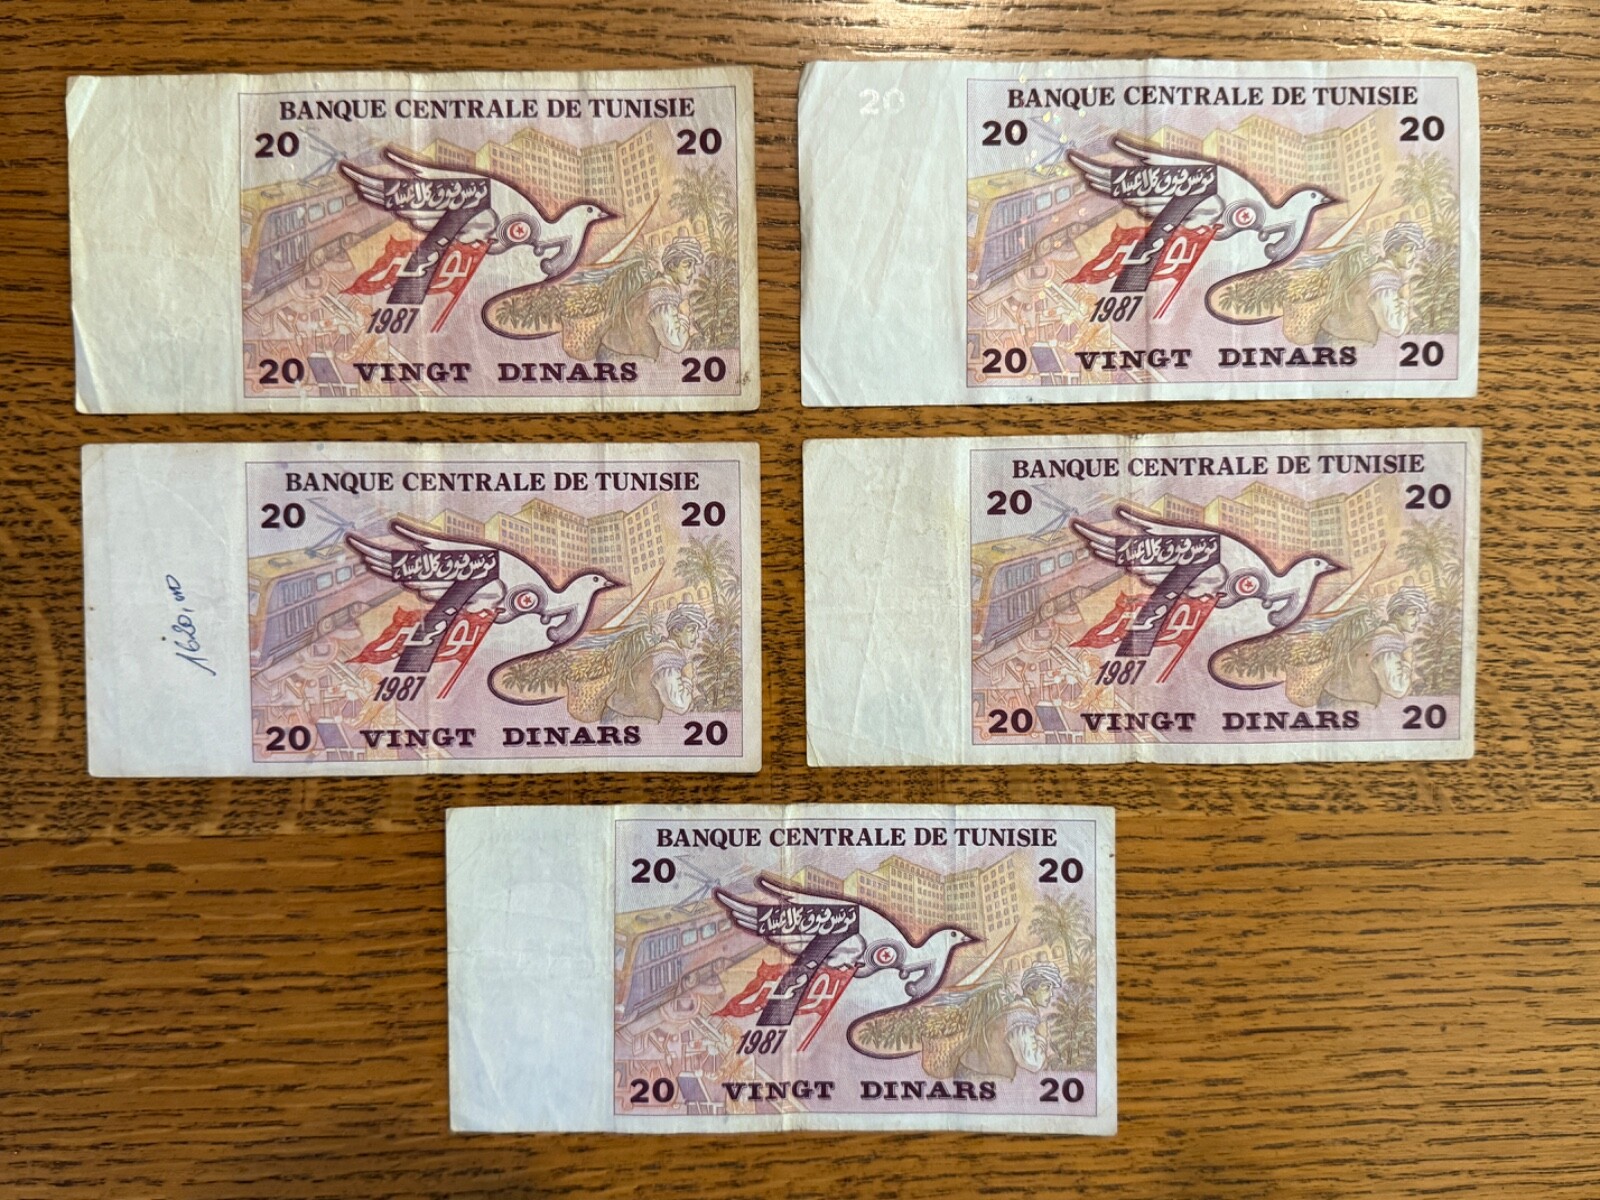 BANQUE CENTRALE DE TUNISIE
20 20
تونس فوق كل اعتبار
7 نوفمبر
1987
20 VINGT DINARS 20
20
BANQUE CENTRALE DE TUNISIE
20 20
تونس فوق كل اعتبار
7 نوفمبر
1987
20 VINGT DINARS 20
BANQUE CENTRALE DE TUNISIE
20 20
تونس فوق كل اعتبار
7 نوفمبر
1987
20 VINGT DINARS 20
1620,000
BANQUE CENTRALE DE TUNISIE
20 20
تونس فوق كل اعتبار
7 نوفمبر
1987
20 VINGT DINARS 20
BANQUE CENTRALE DE TUNISIE
20 20
تونس فوق كل اعتبار
7 نوفمبر
1987
20 VINGT DINARS 20